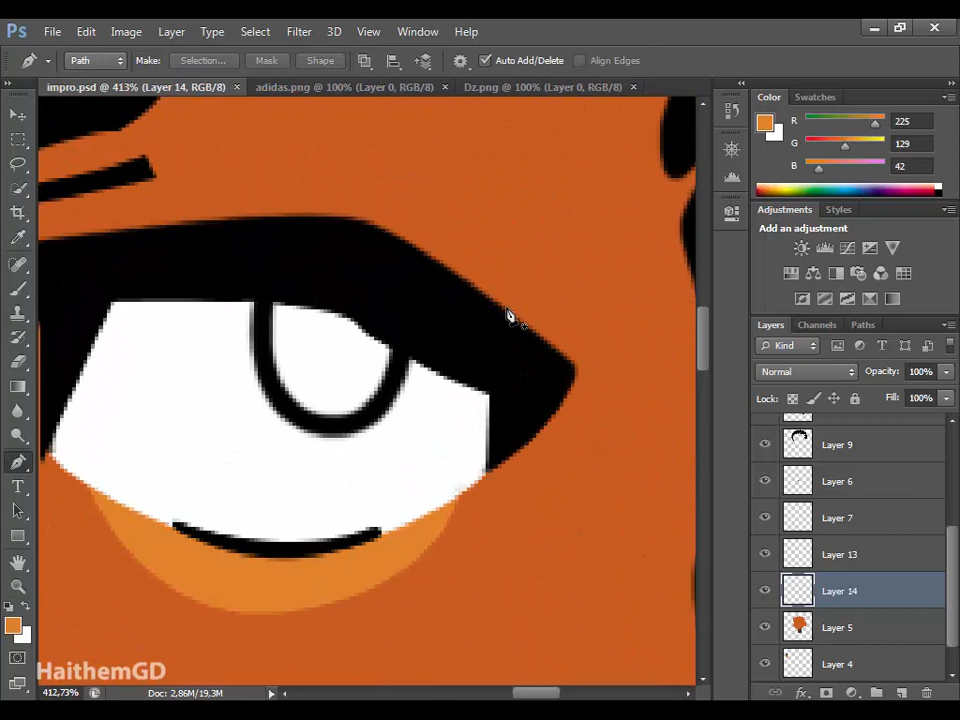 Ps File Edit Image Layer Type Select Filter 3D View Window Help
Path Make: Selection... Mask Shape Auto Add/Delete Align Edges
impro.psd @ 413% (Layer 14, RGB/8) × adidas.png @ 100% (Layer 0, RGB/8) × Dz.png @ 100% (Layer 0, RGB/8) ×
Color Swatches
R 225
G 129
B 42
Adjustments Styles
Add an adjustment
Layers Channels Paths
Kind
Normal Opacity: 100%
Lock: Fill: 100%
Layer 9
Layer 6
Layer 7
Layer 13
Layer 14
Layer 5
Layer 4
HaithemGD
412,73% Doc: 2,86M/19,3M